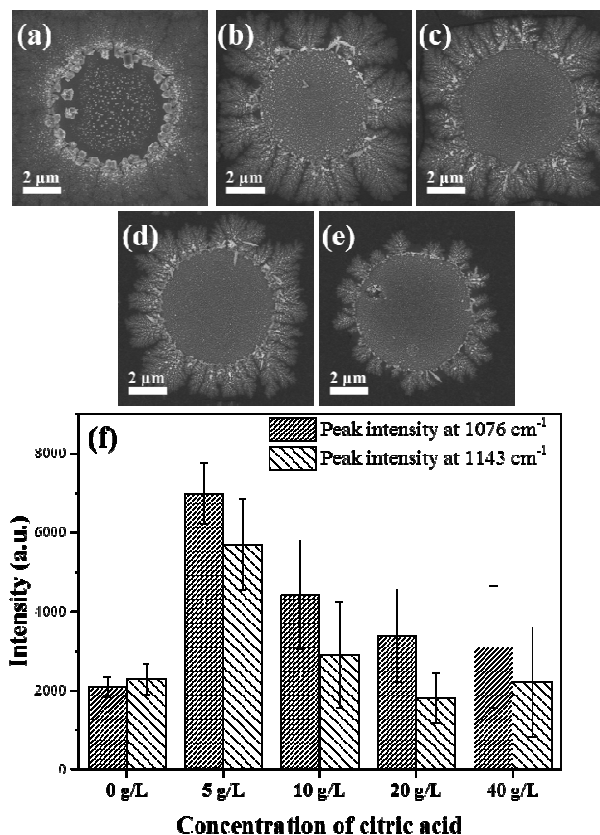 (a)
2 μm
(b)
2 μm
(c)
2 μm
(d)
2 μm
(e)
2 μm
(f)
Peak intensity at 1076 cm⁻¹
Peak intensity at 1143 cm⁻¹
Intensity (a.u.)
8000
6000
4000
2000
0
0 g/L 5 g/L 10 g/L 20 g/L 40 g/L
Concentration of citric acid